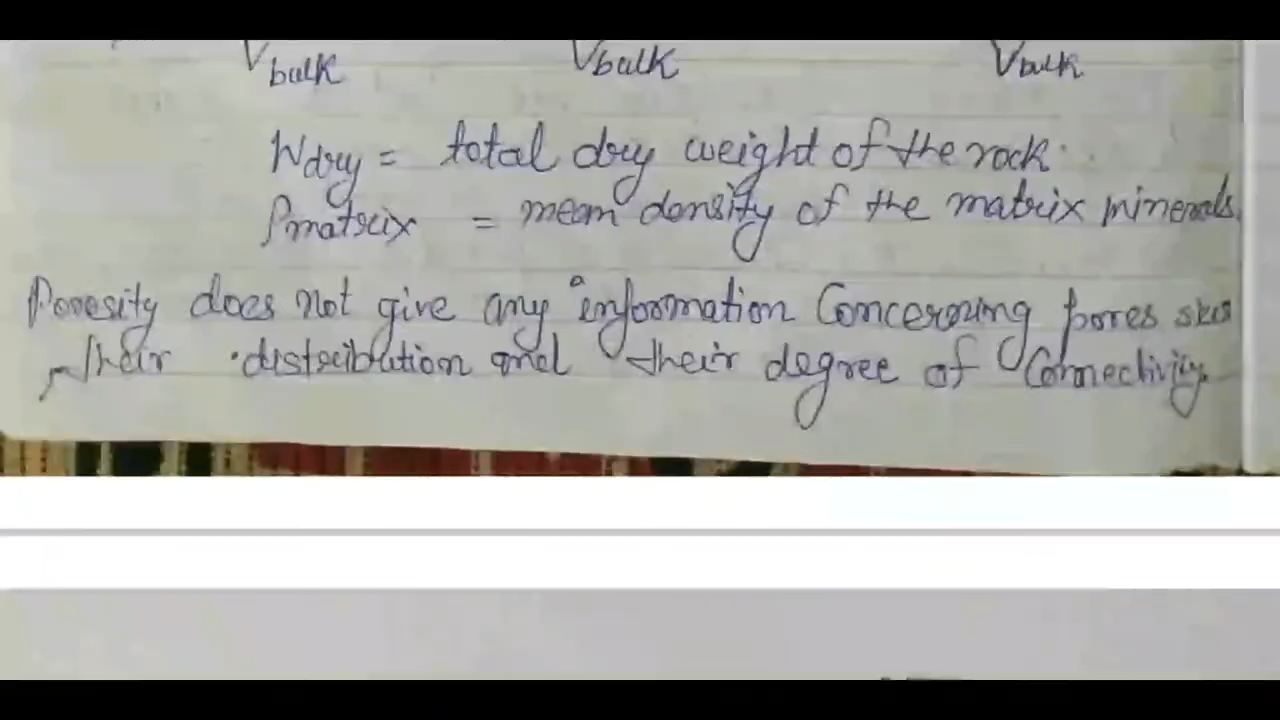 Vbulk Vbulk Vbulk
Wdry = total dry weight of the rock.
ρmatrix = mean density of the matrix minerals.
Porosity does not give any information Concerning pores
their distribution and their degree of Connectivity.